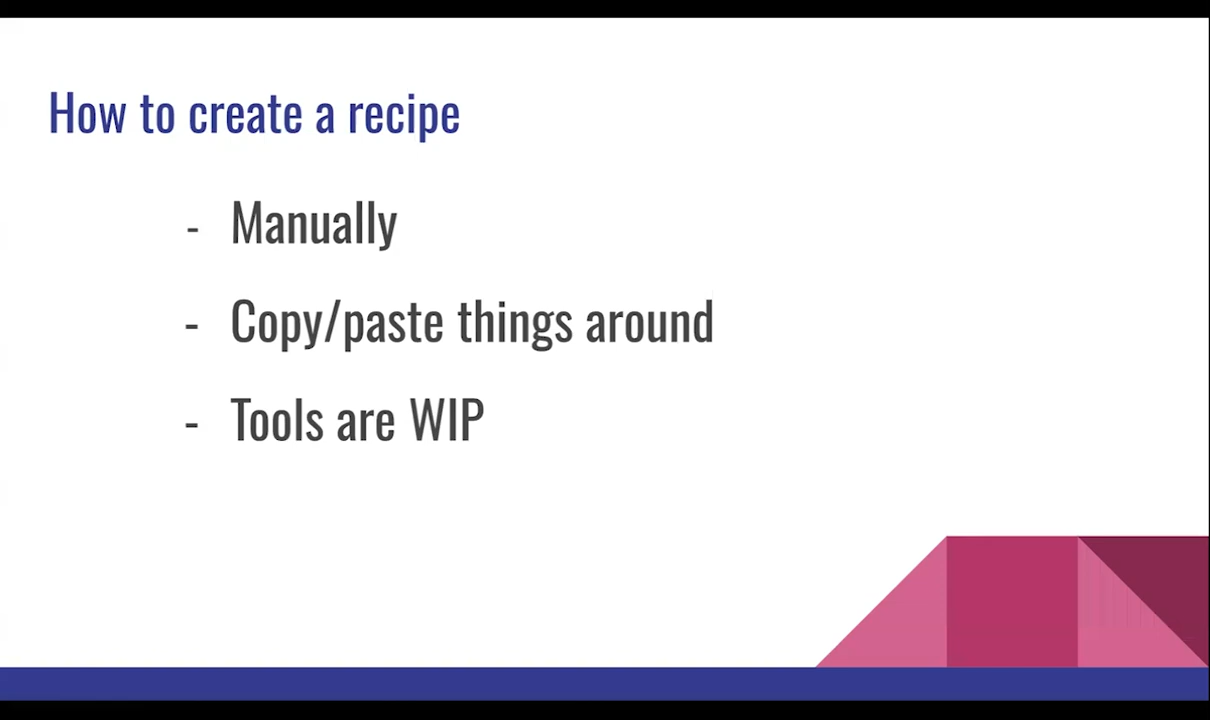 How to create a recipe
- Manually
- Copy/paste things around
- Tools are WIP